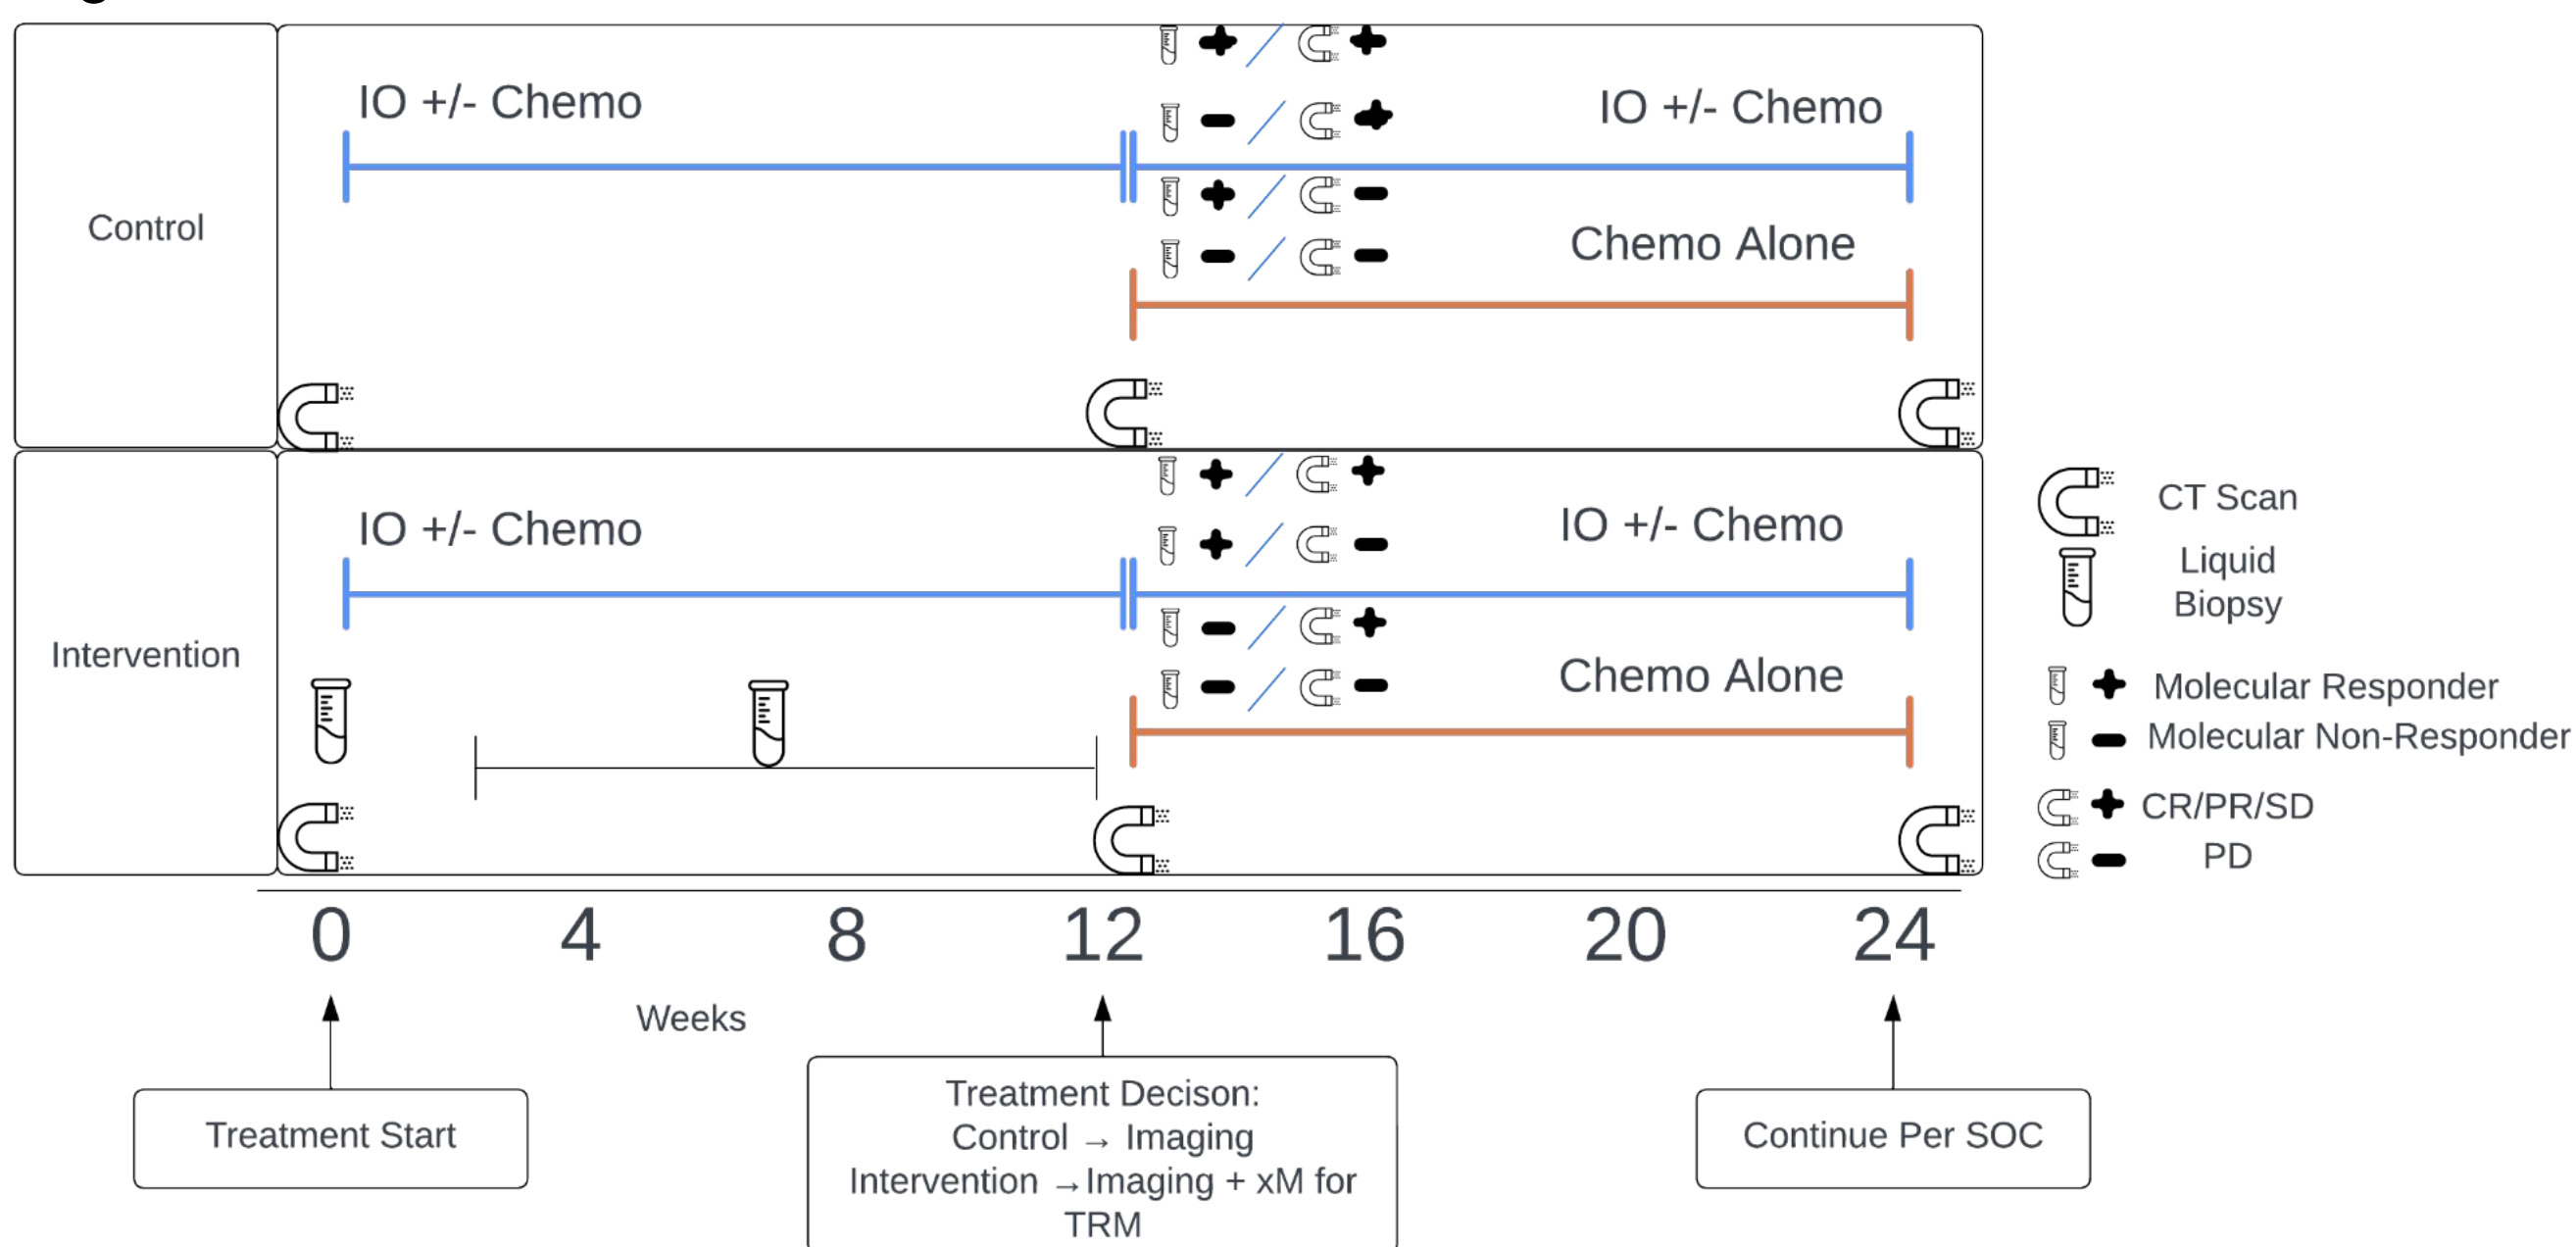 IO +/- Chemo
IO +/- Chemo
Control
Chemo Alone
IO +/- Chemo
IO +/- Chemo
Intervention
Chemo Alone
CT Scan
Liquid
Biopsy
Molecular Responder
Molecular Non-Responder
CR/PR/SD
PD
0 4 8 12 16 20 24
Weeks
Treatment Start
Treatment Decison:
Control → Imaging
Intervention →Imaging + xM for
TRM
Continue Per SOC